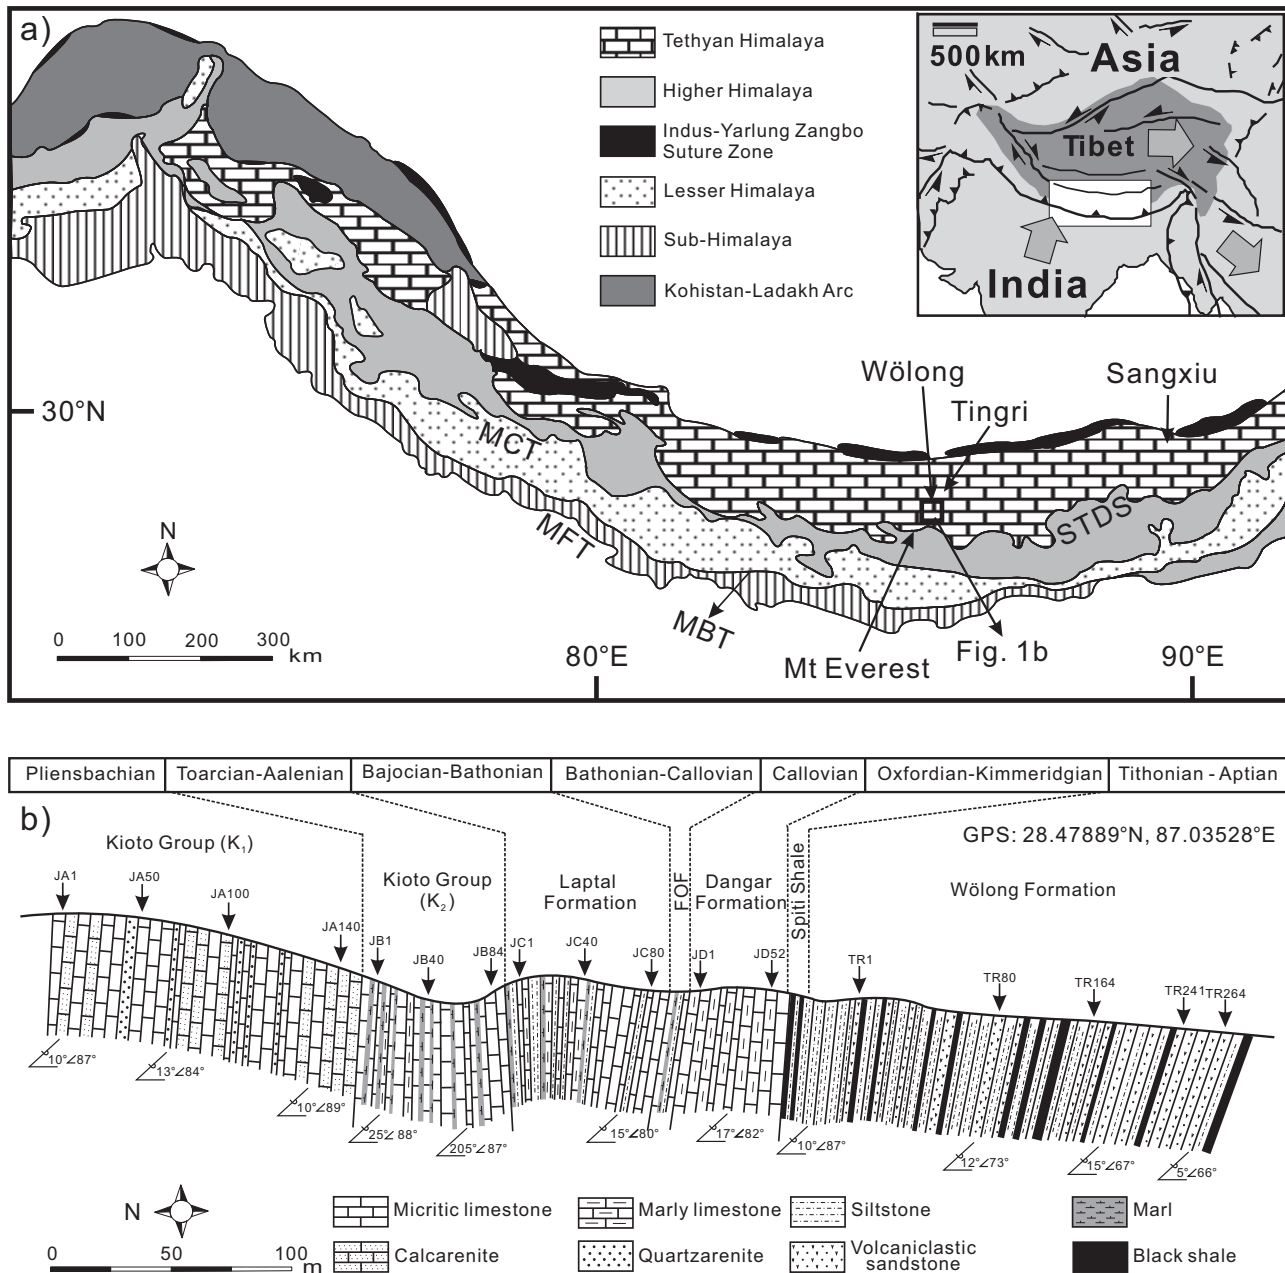 a)
Tethyan Himalaya
Higher Himalaya
Indus-Yarlung Zangbo
Suture Zone
Lesser Himalaya
Sub-Himalaya
Kohistan-Ladakh Arc
500km
Asia
Tibet
India
30°N
MCT
MFT
MBT
STDS
Wölong
Tingri
Sangxiu
Mt Everest
Fig. 1b
N
0 100 200 300
km
80°E
90°E
Pliensbachian Toarcian-Aalenian Bajocian-Bathonian Bathonian-Callovian Callovian Oxfordian-Kimmeridgian Tithonian - Aptian
b)
GPS: 28.47889°N, 87.03528°E
Kioto Group (K₁)
Kioto Group
(K₂)
Laptal
Formation
FOF
Dangar
Formation
Spiti Shale
Wölong Formation
JA1 JA50 JA100 JA140 JB1 JB40 JB84 JC1 JC40 JC80 JD1 JD52 TR1 TR80 TR164 TR241 TR264
10°∠87°
13°∠84°
10°∠89°
25∠ 88°
205°∠87°
15°∠80°
17°∠82°
10°∠87°
12°∠73°
15°∠67°
5°∠66°
N
0 50 100
m
Micritic limestone
Marly limestone
Siltstone
Marl
Calcarenite
Quartzarenite
Volcaniclastic
sandstone
Black shale